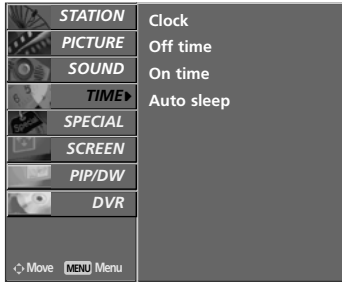 STATION
PICTURE
SOUND
TIME
SPECIAL
SCREEN
PIP/DW
DVR
Move MENU Menu
Clock
Off time
On time
Auto sleep